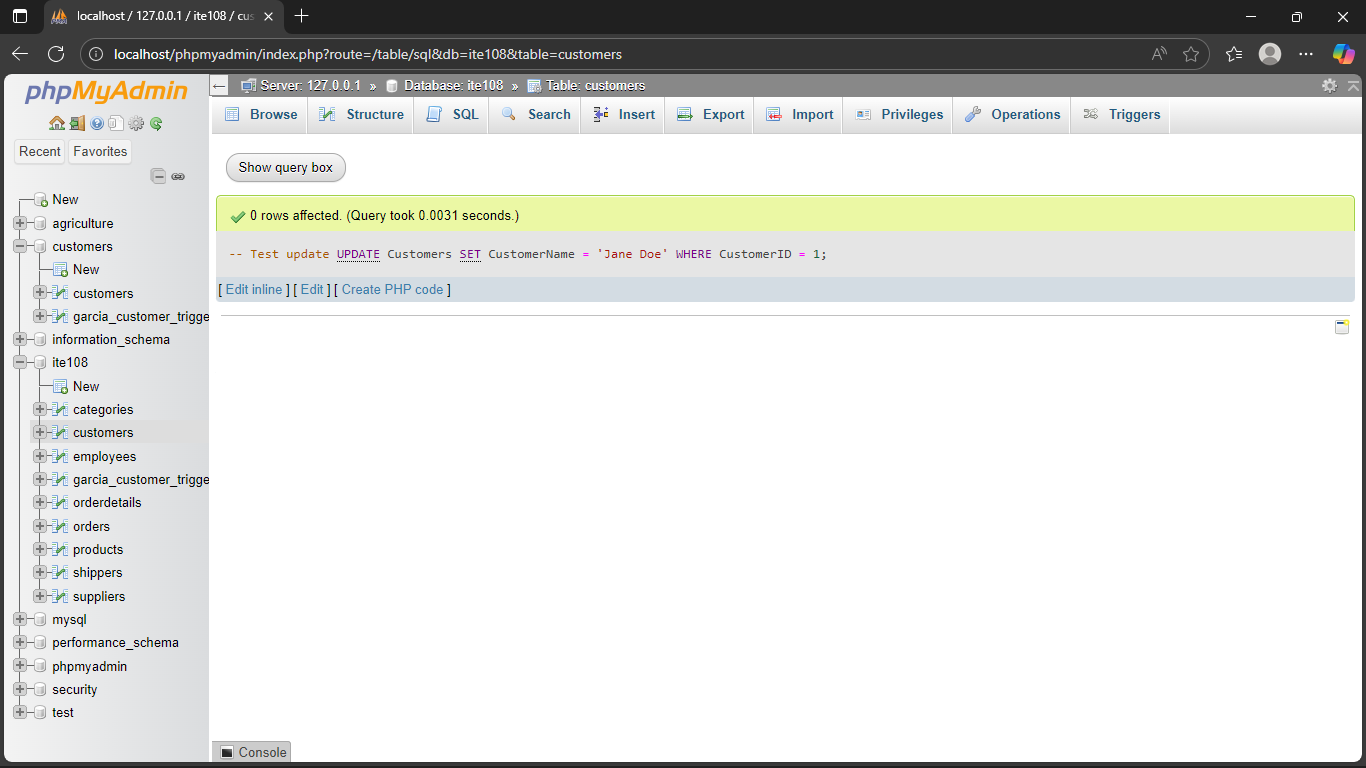 localhost / 127.0.0.1 / ite108 / cus
localhost/phpmyadmin/index.php?route=/table/sql&db=ite108&table=customers
phpMyAdmin
Recent
Favorites
New
agriculture
customers
New
customers
garcia_customer_trigge
information_schema
ite108
New
categories
customers
employees
garcia_customer_trigge
orderdetails
orders
products
shippers
suppliers
mysql
performance_schema
phpmyadmin
security
test
Server: 127.0.0.1 » Database: ite108 » Table: customers
Browse Structure SQL Search Insert Export Import Privileges Operations Triggers
Show query box
0 rows affected. (Query took 0.0031 seconds.)
-- Test update UPDATE Customers SET CustomerName = 'Jane Doe' WHERE CustomerID = 1;
[ Edit inline ] [ Edit ] [ Create PHP code ]
Console